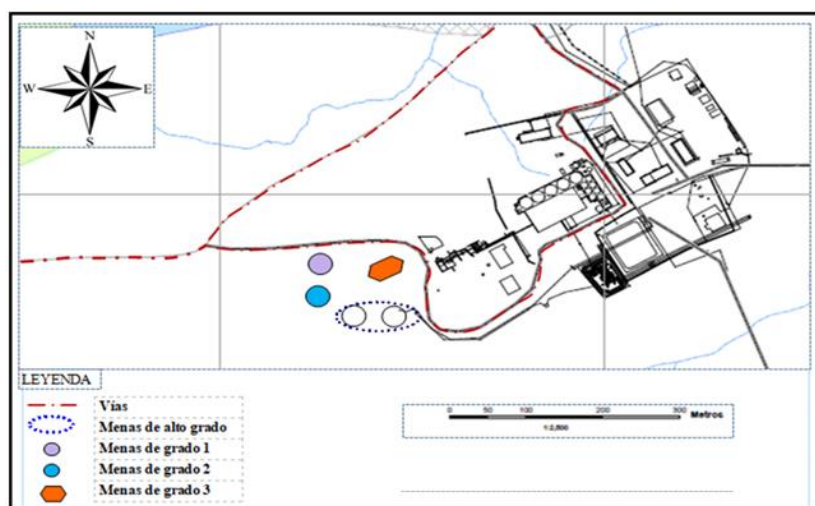 N
W
E
S
LEYENDA
Vías
Menas de alto grado
Menas de grado 1
Menas de grado 2
Menas de grado 3
0 50 100 200 300 Metros
1:2,500